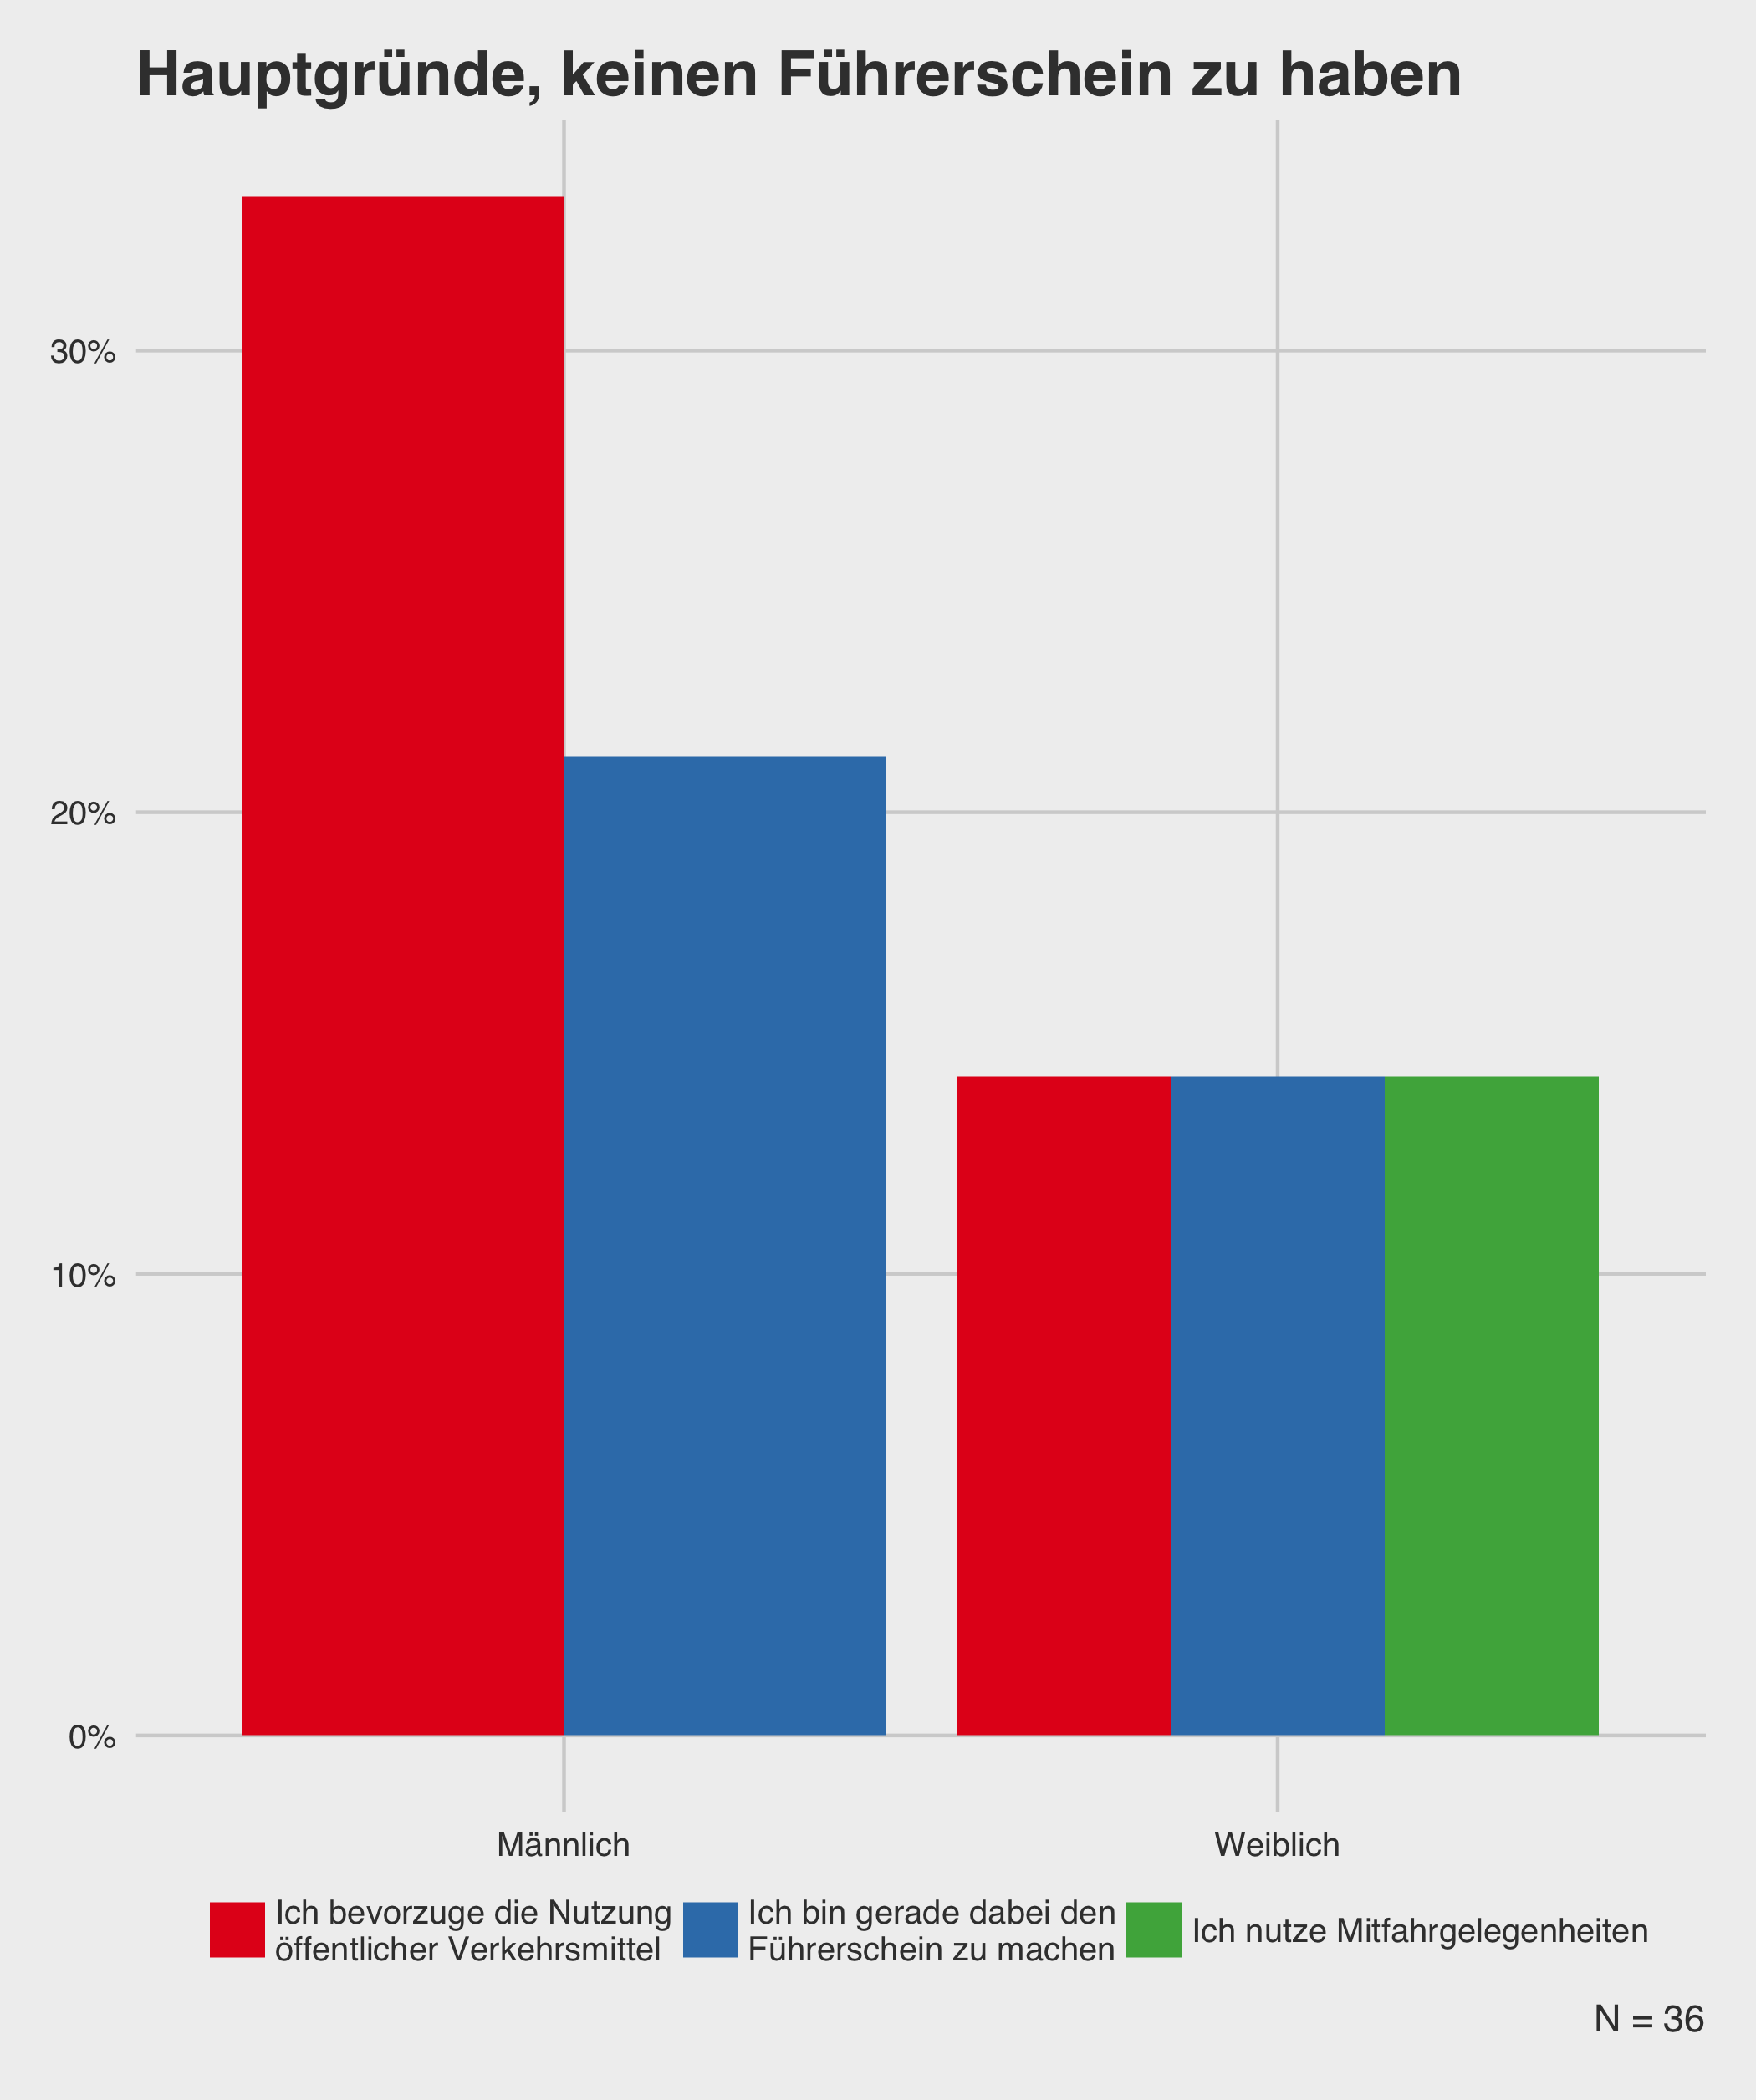 Hauptgründe, keinen Führerschein zu haben
30%
20%
10%
0%
Männlich
Weiblich
Ich bevorzuge die Nutzung
öffentlicher Verkehrsmittel
Ich bin gerade dabei den
Führerschein zu machen
Ich nutze Mitfahrgelegenheiten
N = 36